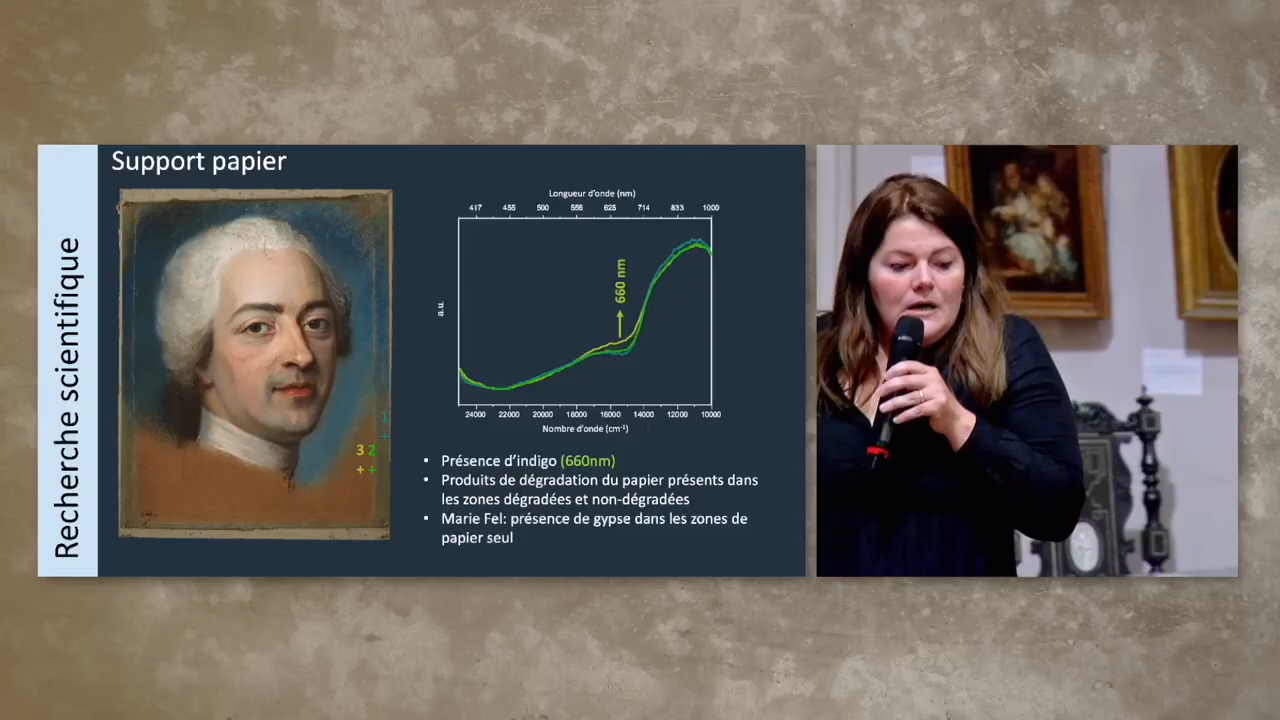 Support papier
Recherche scientifique
1
3 2
+
+ +
Longueur d'onde (nm)
417 455 500 556 625 714 833 1000
660 nm
a.u.
24000 22000 20000 18000 16000 14000 12000 10000
Nombre d'onde (cm⁻¹)
• Présence d'indigo (660nm)
• Produits de dégradation du papier présents dans
les zones dégradées et non-dégradées
• Marie Fel: présence de gypse dans les zones de
papier seul